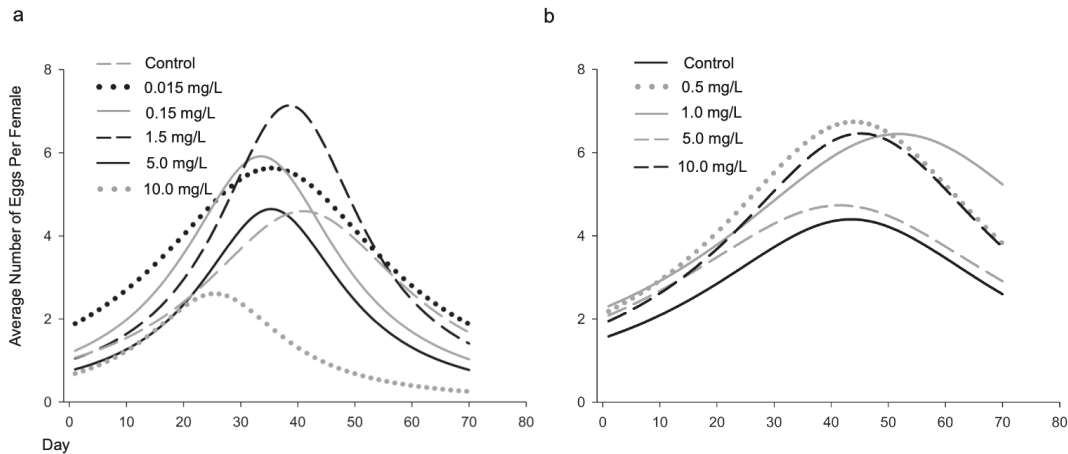 a
Average Number of Eggs Per Female
8
6
4
2
0
Control
0.015 mg/L
0.15 mg/L
1.5 mg/L
5.0 mg/L
10.0 mg/L
0 10 20 30 40 50 60 70 80
Day
b
8
6
4
2
0
Control
0.5 mg/L
1.0 mg/L
5.0 mg/L
10.0 mg/L
0 10 20 30 40 50 60 70 80